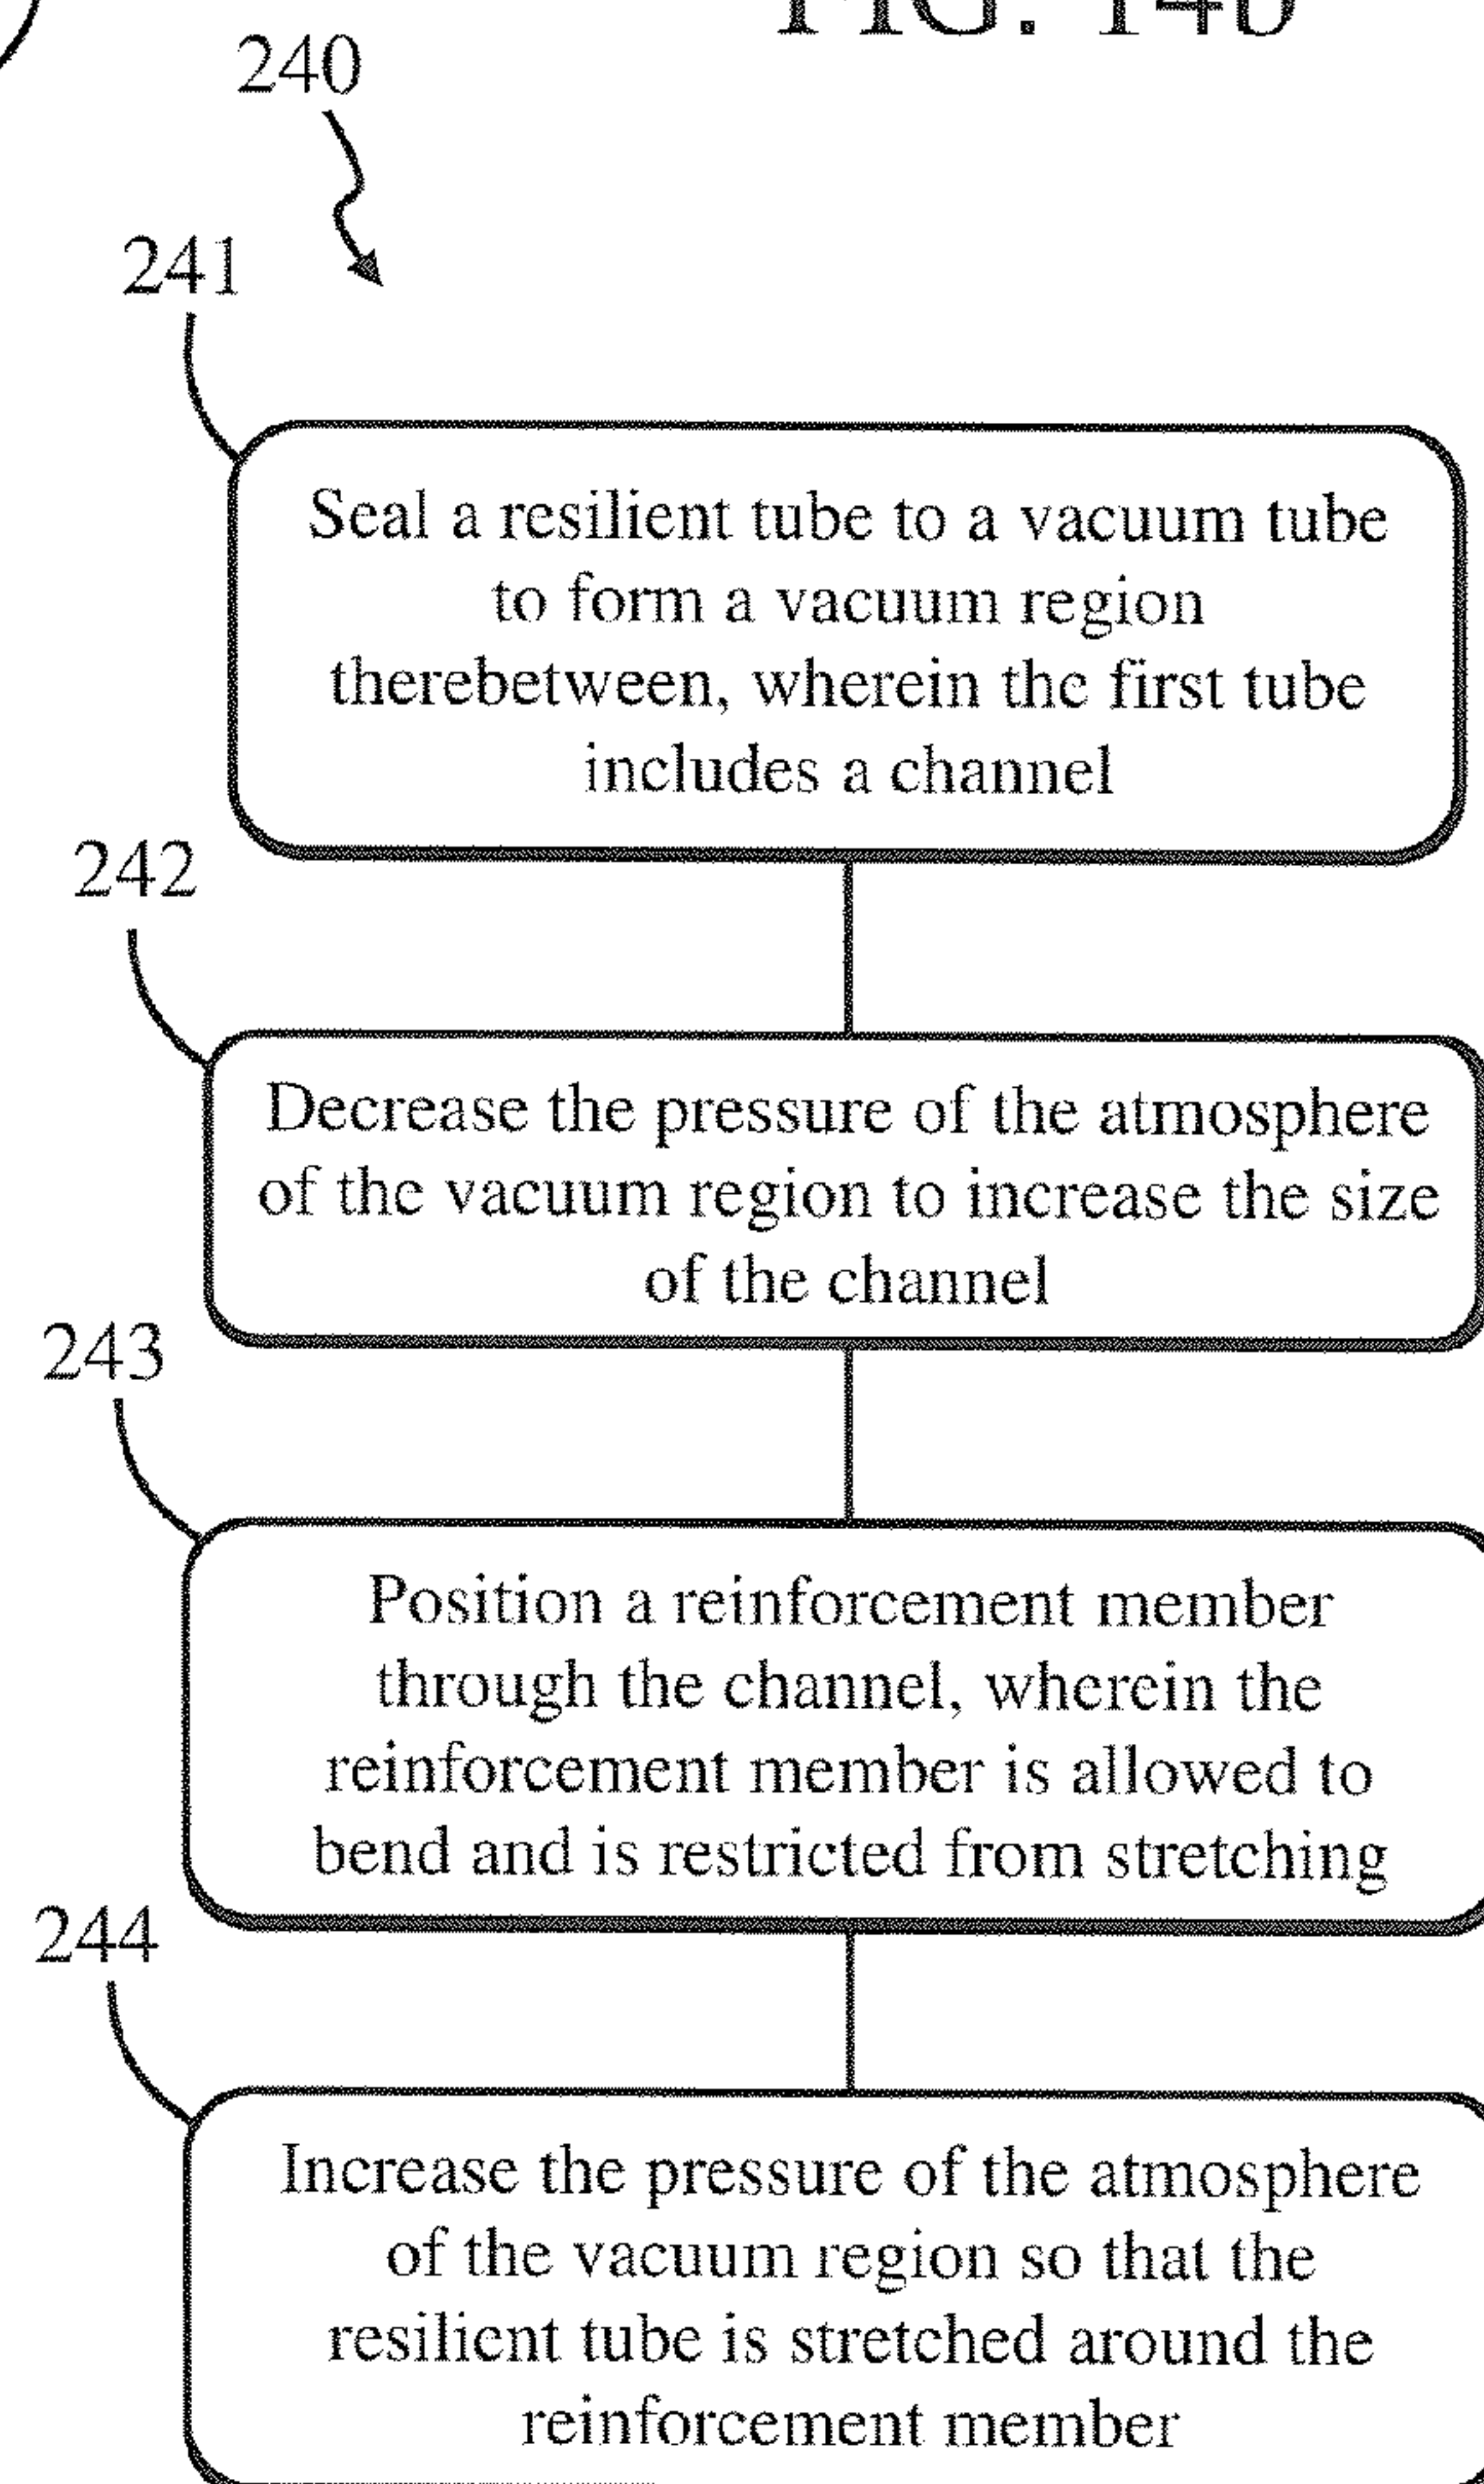 FIG. 14b
240
241
Seal a resilient tube to a vacuum tube
to form a vacuum region
therebetween, wherein the first tube
includes a channel
242
Decrease the pressure of the atmosphere
of the vacuum region to increase the size
of the channel
243
Position a reinforcement member
through the channel, wherein the
reinforcement member is allowed to
bend and is restricted from stretching
244
Increase the pressure of the atmosphere
of the vacuum region so that the
resilient tube is stretched around the
reinforcement member